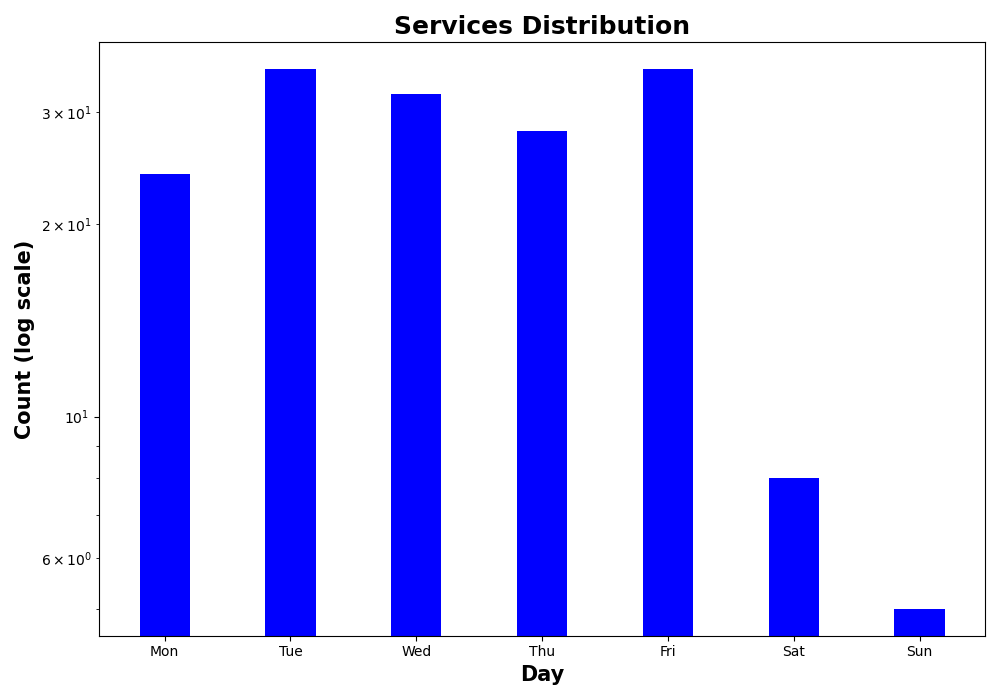 Services Distribution
Count (log scale)
3 × 10¹
2 × 10¹
10¹
6 × 10⁰
Mon Tue Wed Thu Fri Sat Sun
Day